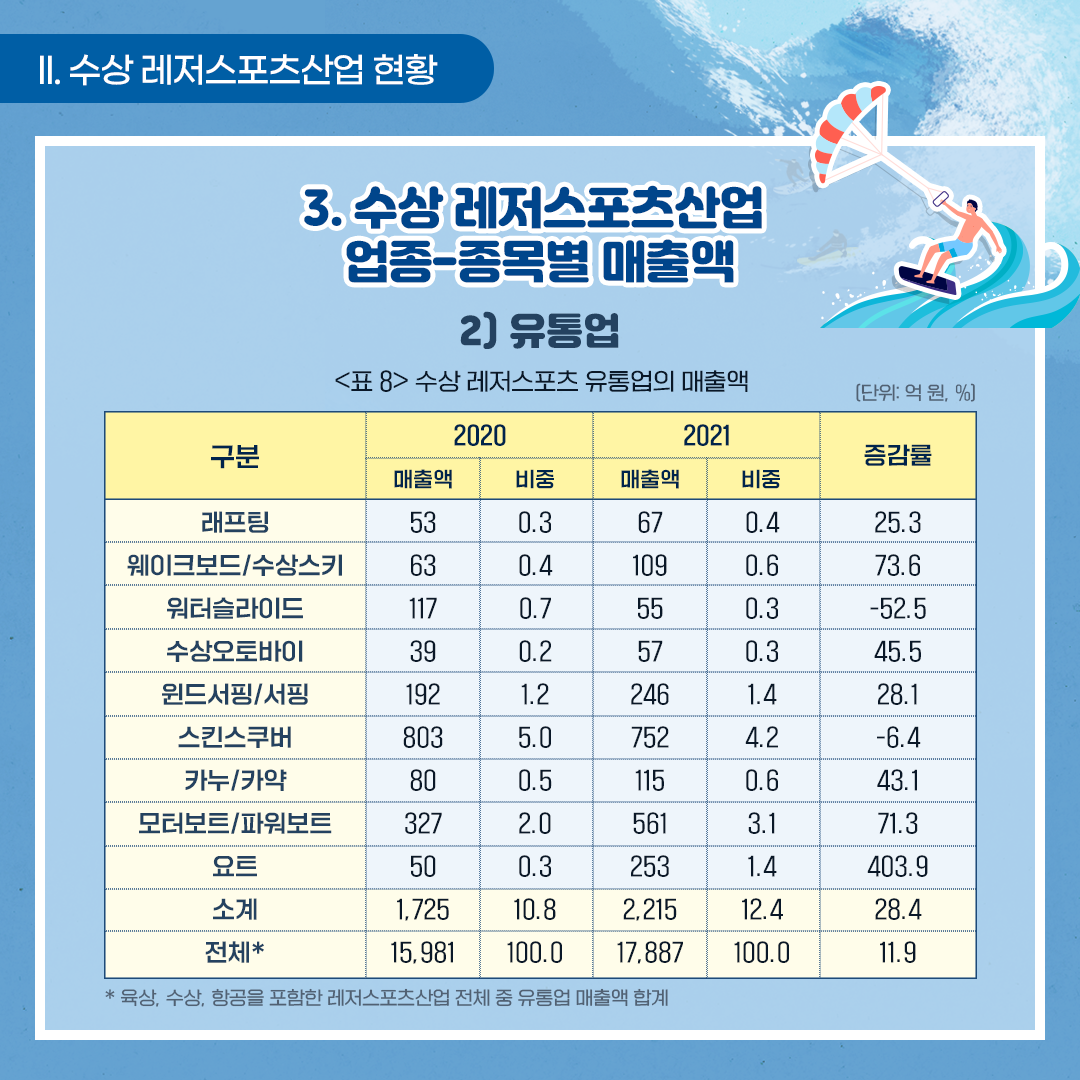 II. 수상 레저스포츠산업 현황
3. 수상 레저스포츠산업
업종-종목별 매출액
2) 유통업
<표 8> 수상 레저스포츠 유통업의 매출액
(단위: 억 원, %)
구분 2020 2021 증감률
매출액 비중 매출액 비중
래프팅 53 0.3 67 0.4 25.3
웨이크보드/수상스키 63 0.4 109 0.6 73.6
워터슬라이드 117 0.7 55 0.3 -52.5
수상오토바이 39 0.2 57 0.3 45.5
윈드서핑/서핑 192 1.2 246 1.4 28.1
스킨스쿠버 803 5.0 752 4.2 -6.4
카누/카약 80 0.5 115 0.6 43.1
모터보트/파워보트 327 2.0 561 3.1 71.3
요트 50 0.3 253 1.4 403.9
소계 1,725 10.8 2,215 12.4 28.4
전체* 15,981 100.0 17,887 100.0 11.9
* 육상, 수상, 항공을 포함한 레저스포츠산업 전체 중 유통업 매출액 합계